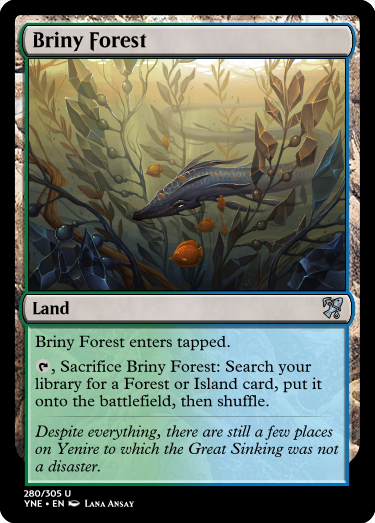 Briny Forest
Land
Briny Forest enters tapped.
, Sacrifice Briny Forest: Search your
library for a Forest or Island card, put it
onto the battlefield, then shuffle.
Despite everything, there are still a few places
on Yenire to which the Great Sinking was not
a disaster.
280/305 U
YNE • EN Lana Ansay